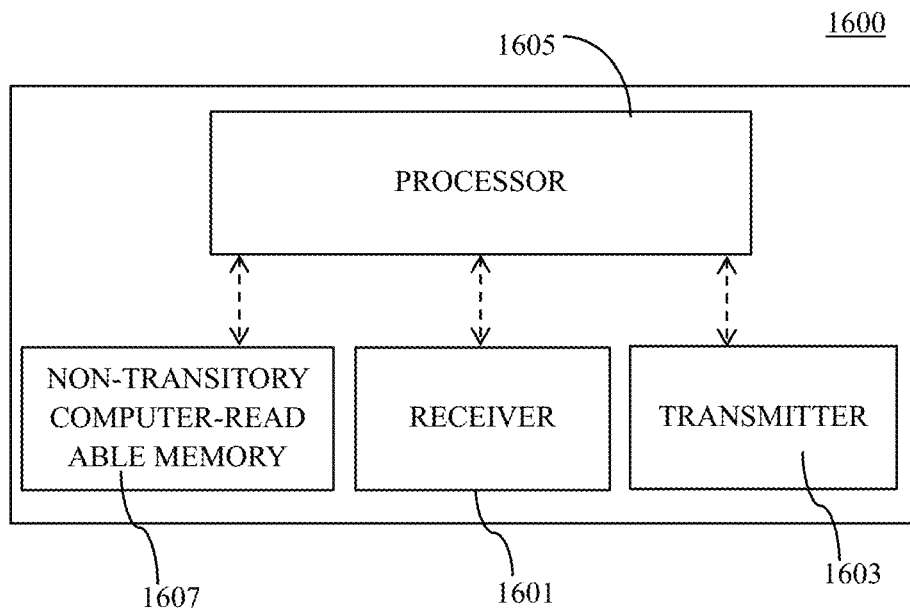 1600
1605
PROCESSOR
NON-TRANSITORY
COMPUTER-READ
ABLE MEMORY
RECEIVER
TRANSMITTER
1607
1601
1603